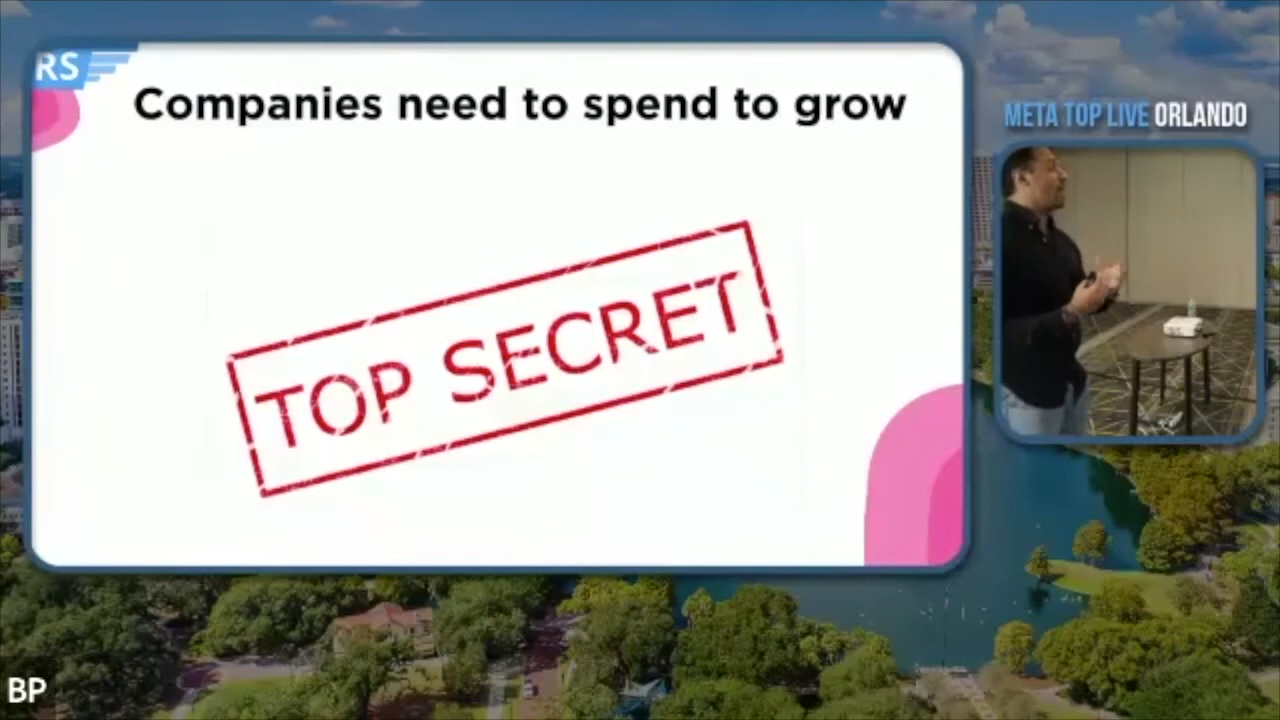 RS
Companies need to spend to grow
META TOP LIVE ORLANDO
TOP SECRET
BP